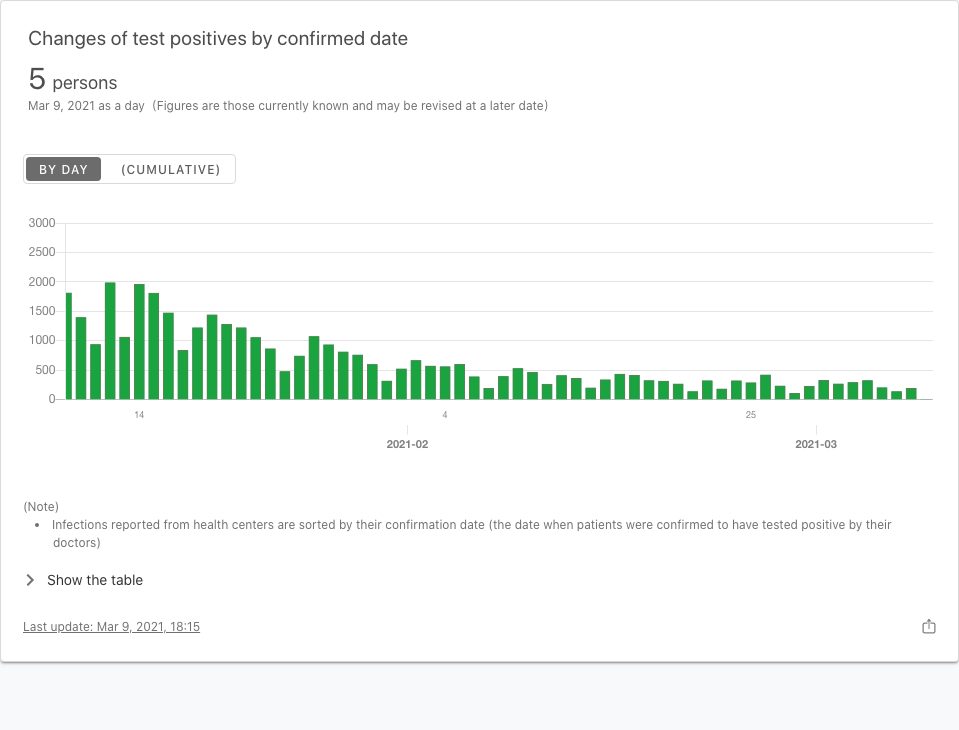 Changes of test positives by confirmed date
5 persons
Mar 9, 2021 as a day (Figures are those currently known and may be revised at a later date)
BY DAY (CUMULATIVE)
3000
2500
2000
1500
1000
500
0
14 4 25
2021-02 2021-03
(Note)
• Infections reported from health centers are sorted by their confirmation date (the date when patients were confirmed to have tested positive by their
doctors)
Show the table
Last update: Mar 9, 2021, 18:15